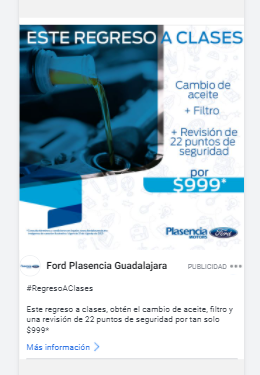 ESTE REGRESO A CLASES
Cambio de
aceite
+ Filtro
+ Revisión de
22 puntos de
seguridad
por
$999*
Plasencia
MOTORS
Ford
Ford Plasencia Guadalajara
PUBLICIDAD
#RegresoAClases
Este regreso a clases, obtén el cambio de aceite, filtro y
una revisión de 22 puntos de seguridad por tan solo
$999*
Más información